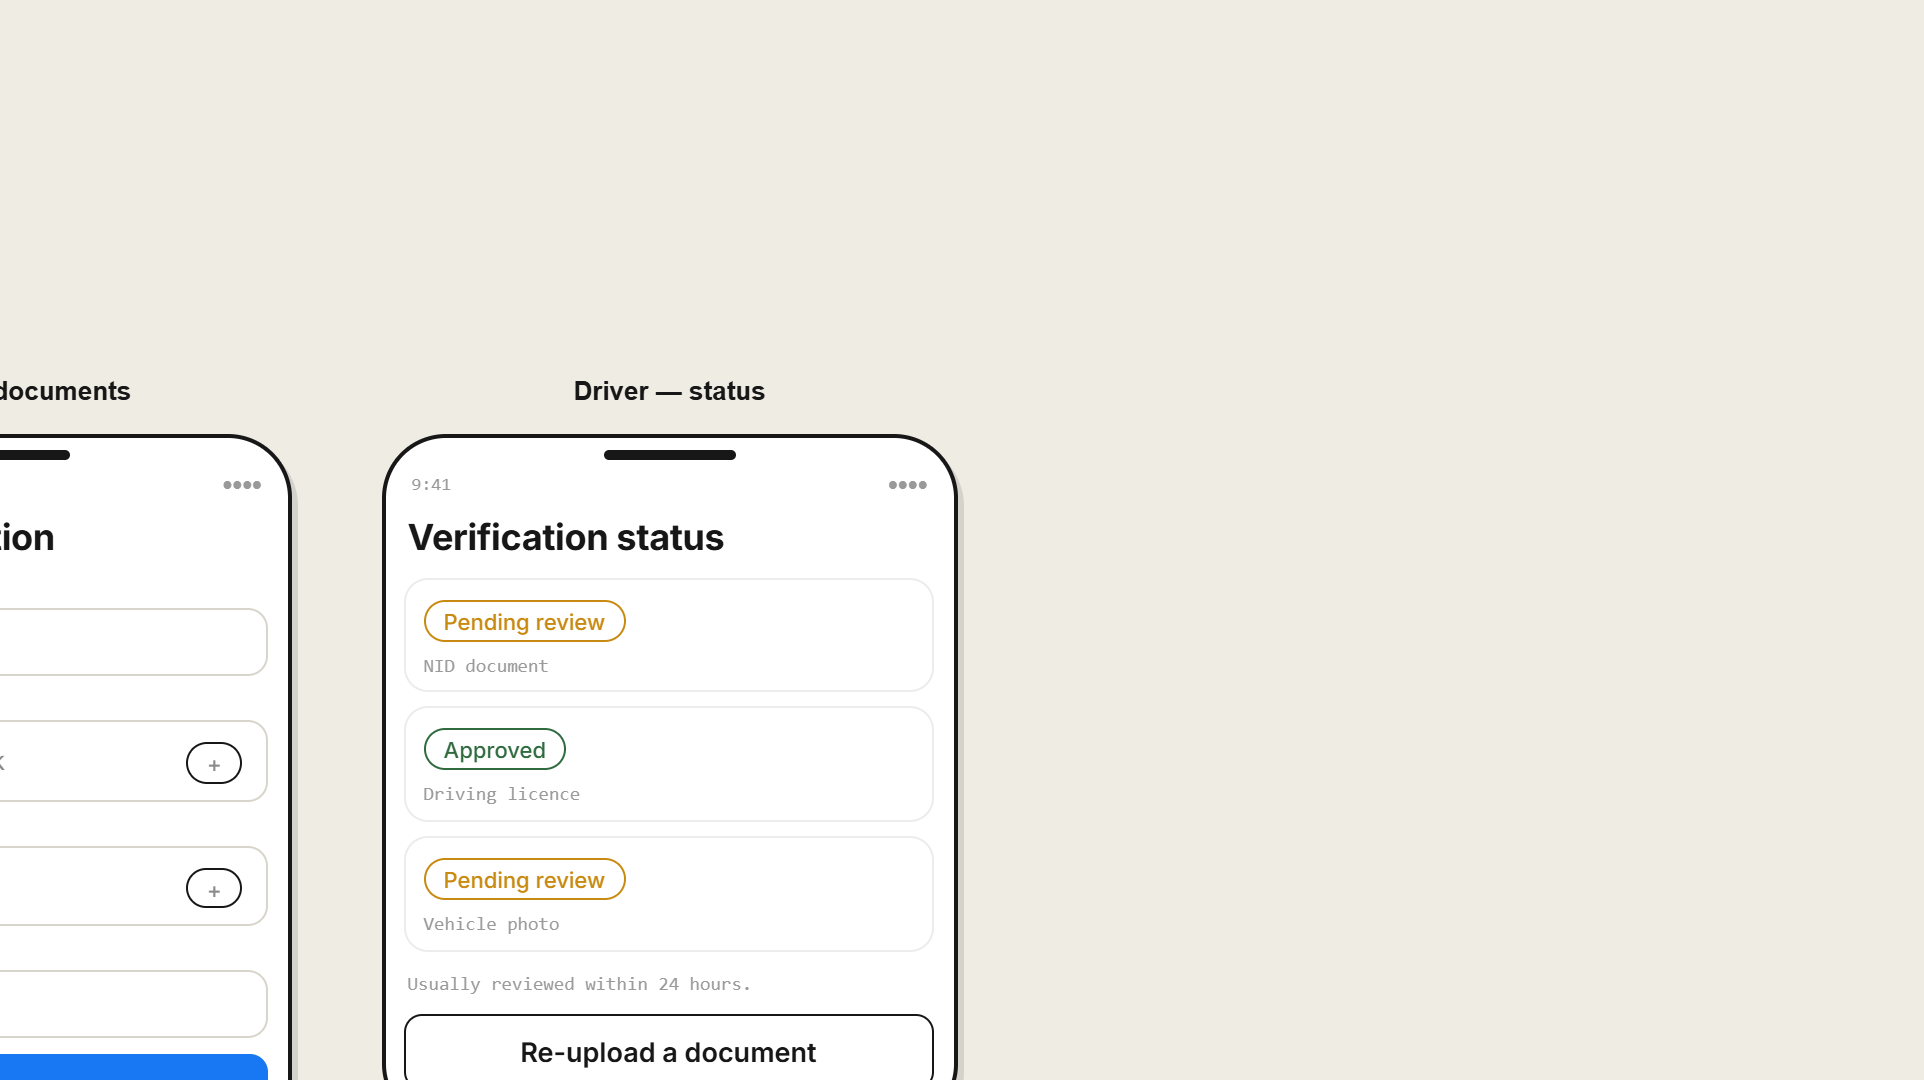 documents
Driver — status
9:41
tion
Verification status
Pending review
NID document
Approved
+
Driving licence
Pending review
+
Vehicle photo
Usually reviewed within 24 hours.
Re-upload a document